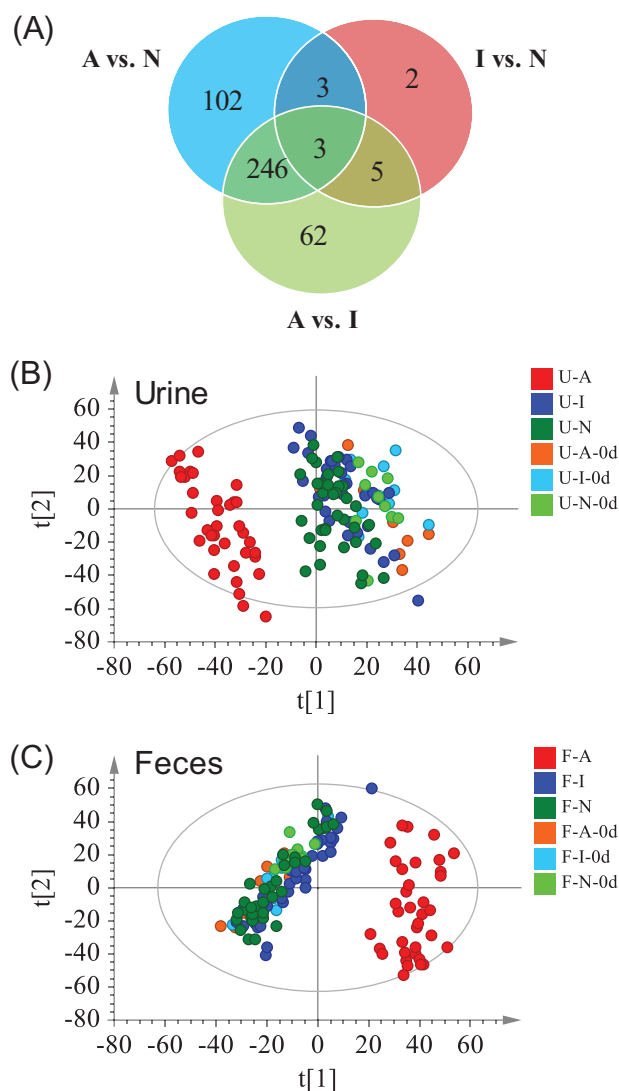 (A)
A vs. N
I vs. N
102
3
2
3
246
5
62
A vs. I
(B)
Urine
U-A
U-I
U-N
U-A-0d
U-I-0d
U-N-0d
t[2]
60
40
20
0
-20
-40
-60
-80
-80 -60 -40 -20 0 20 40 60
t[1]
(C)
Feces
F-A
F-I
F-N
F-A-0d
F-I-0d
F-N-0d
t[2]
60
40
20
0
-20
-40
-60
-80
-80 -60 -40 -20 0 20 40 60
t[1]